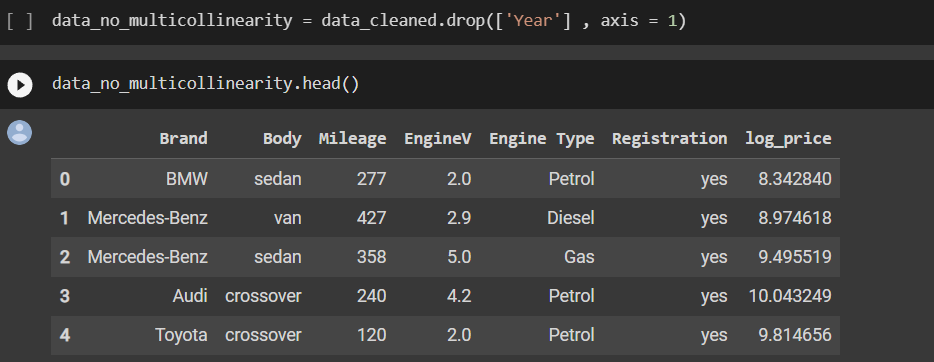 [ ] data_no_multicollinearity = data_cleaned.drop(['Year'] , axis = 1)
data_no_multicollinearity.head()
Brand Body Mileage EngineV Engine Type Registration log_price
0 BMW sedan 277 2.0 Petrol yes 8.342840
1 Mercedes-Benz van 427 2.9 Diesel yes 8.974618
2 Mercedes-Benz sedan 358 5.0 Gas yes 9.495519
3 Audi crossover 240 4.2 Petrol yes 10.043249
4 Toyota crossover 120 2.0 Petrol yes 9.814656